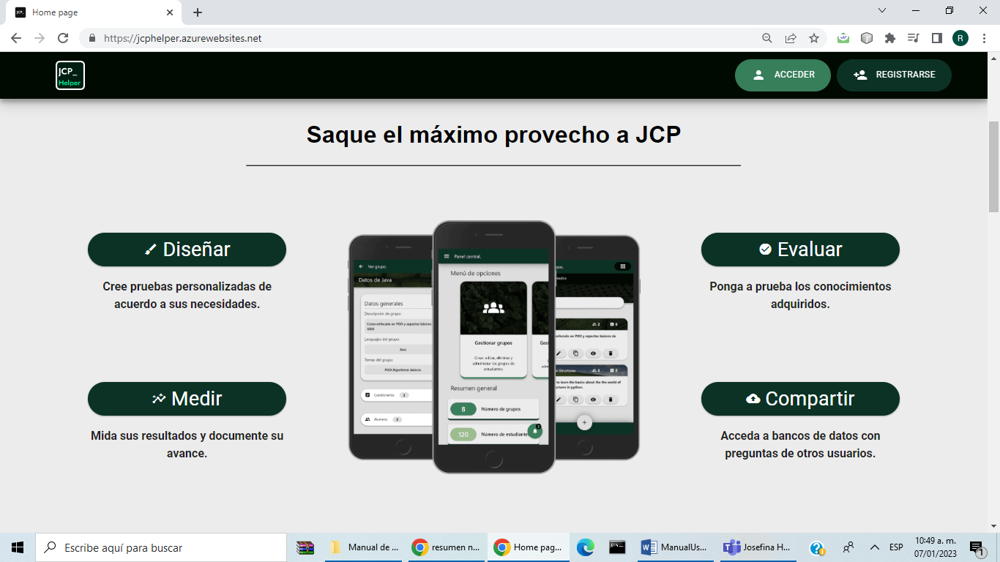 Home page
https://jcphelper.azurewebsites.net
R
JCP_
Helper
ACCEDER
REGISTRARSE
Saque el máximo provecho a JCP
Diseñar
Cree pruebas personalizadas de
acuerdo a sus necesidades.
Medir
Mida sus resultados y documente su
avance.
Ver grupo.
Datos de Java
Datos generales
Descripción de grupo:
Curso enfocado en POO y aspectos básicos
JAVA
Lenguajes del grupo
Java
Temas del grupo:
POO Algoritmos básicos
Cuestionarios 3
Alumnos 2
Panel central.
Menú de opciones
Gestionar grupos
Crear, editar, eliminar y
administrar los grupos de
estudiantes.
Resumen general
8 Número de grupos
120 Número de estudiantes
Evaluar
Ponga a prueba los conocimientos
adquiridos.
Compartir
Acceda a bancos de datos con
preguntas de otros usuarios.
Escribe aquí para buscar
Manual de ...
resumen n...
Home pag...
ManualUs...
Josefina H...
ESP
10:49 a. m.
07/01/2023
1